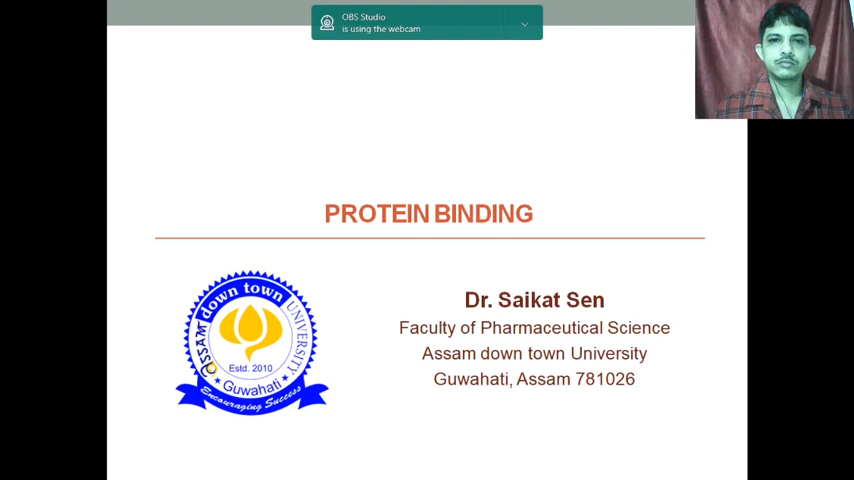 OBS Studio
is using the webcam
PROTEIN BINDING
Assam down town UNIVERSITY
Estd. 2010
Guwahati
Encouraging Success
Dr. Saikat Sen
Faculty of Pharmaceutical Science
Assam down town University
Guwahati, Assam 781026